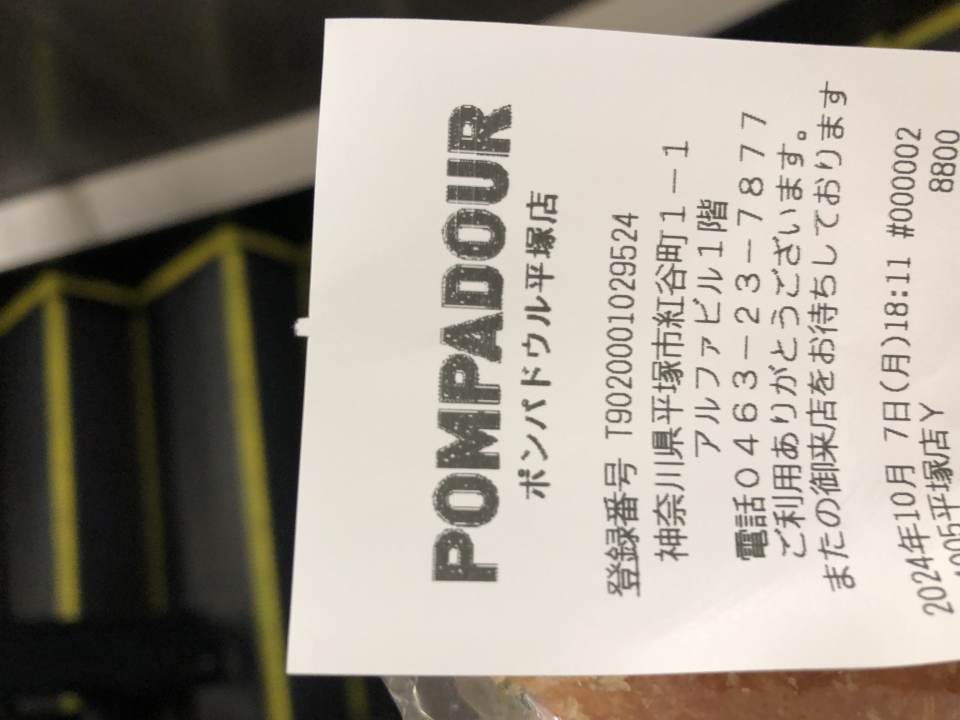 POMPADOUR
ポンパドウル平塚店
登録番号 T9020001029524
神奈川県平塚市紅谷町1-1
アルファビル1階
電話0463-23-7877
ご利用ありがとうございます。
またの御来店をお待ちしております
2024年10月 7日(月)18:11 #000002
平塚店Y 8800